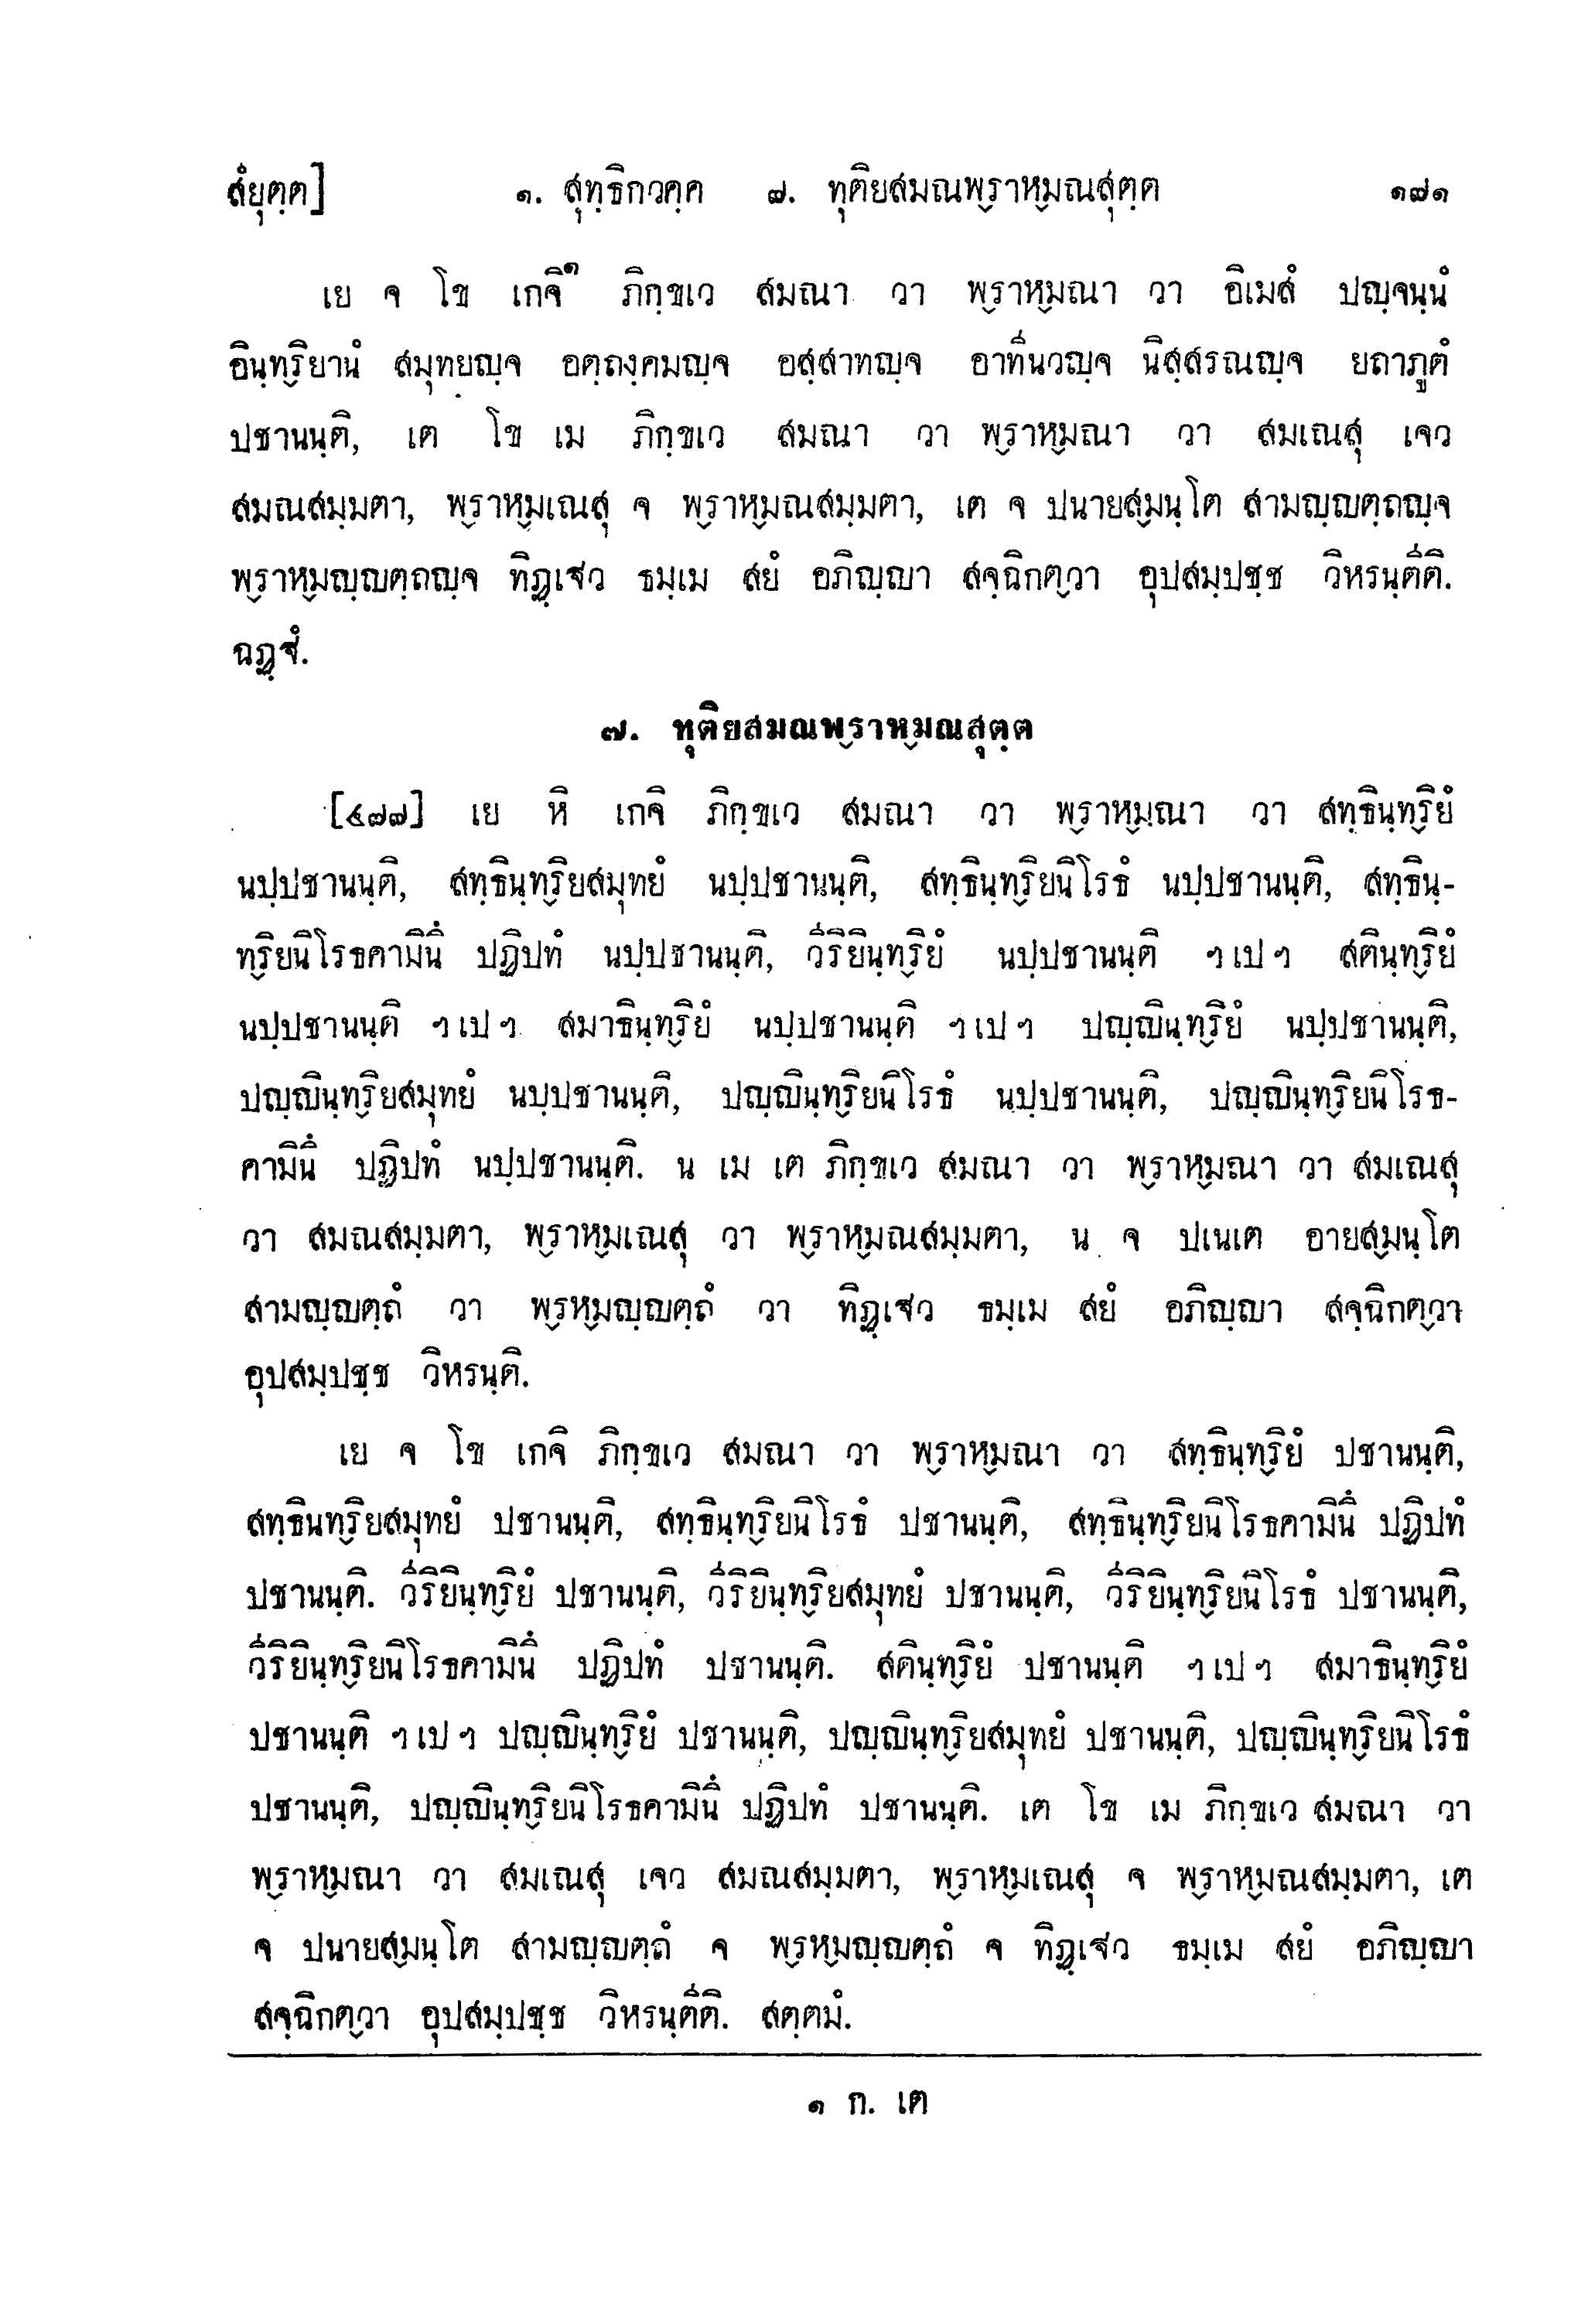 สํยุตฺต] ๑. สุทฺธิกวคฺค ๗. ทุติยสมณพฺราหฺมณสุตฺต ๑๗๑
เย จ โข เกจิ๑ ภิกฺขเว สมณา วา พฺราหฺมณา วา อิเมสํ ปญฺจนฺนํ
อินฺทฺริยานํ สมุทยญฺจ อตฺถงฺคมญฺจ อสฺสาทญฺจ อาทีนวญฺจ นิสฺสรณญฺจ ยถาภูตํ
ปชานนฺติ, เต โข เม ภิกฺขเว สมณา วา พฺราหฺมณา วา สมเณสุ เจว
สมณสมฺมตา, พฺราหฺมเณสุ จ พฺราหฺมณสมฺมตา, เต จ ปนายสฺมนฺโต สามญฺญตฺถญฺจ
พฺราหฺมญฺญตฺถญฺจ ทิฏฺเฐว ธมฺเม สยํ อภิญฺญา สจฺฉิกตฺวา อุปสมฺปชฺช วิหรนฺตีติ.
ฉฏฺฐํ.
๗. ทุติยสมณพฺราหฺมณสุตฺต
[๔๗๗] เย หิ เกจิ ภิกฺขเว สมณา วา พฺราหฺมณา วา สทฺธินฺทฺริยํ
นปฺปชานนฺติ, สทฺธินฺทฺริยสมุทยํ นปฺปชานนฺติ, สทฺธินฺทฺริยนิโรธํ นปฺปชานนฺติ, สทฺธินฺ-
ทฺริยนิโรธคามินึ ปฏิปทํ นปฺปชานนฺติ, วีริยินฺทฺริยํ นปฺปชานนฺติ ฯเปฯ สตินฺทฺริยํ
นปฺปชานนฺติ ฯเปฯ สมาธินฺทฺริยํ นปฺปชานนฺติ ฯเปฯ ปญฺญินฺทฺริยํ นปฺปชานนฺติ,
ปญฺญินฺทฺริยสมุทยํ นปฺปชานนฺติ, ปญฺญินฺทฺริยนิโรธํ นปฺปชานนฺติ, ปญฺญินฺทฺริยนิโรธ-
คามินึ ปฏิปทํ นปฺปชานนฺติ. น เม เต ภิกฺขเว สมณา วา พฺราหฺมณา วา สมเณสุ
วา สมณสมฺมตา, พฺราหฺมเณสุ วา พฺราหฺมณสมฺมตา, น จ ปเนเต อายสฺมนฺโต
สามญฺญตฺถํ วา พฺรหฺมญฺญตฺถํ วา ทิฏฺเฐว ธมฺเม สยํ อภิญฺญา สจฺฉิกตฺวา
อุปสมฺปชฺช วิหรนฺติ.
เย จ โข เกจิ ภิกฺขเว สมณา วา พฺราหฺมณา วา สทฺธินฺทฺริยํ ปชานนฺติ,
สทฺธินทฺริยสมุทยํ ปชานนฺติ, สทฺธินฺทฺริยนิโรธํ ปชานนฺติ, สทฺธินฺทฺริยนิโรธคามินึ ปฏิปทํ
ปชานนฺติ. วีริยินฺทฺริยํ ปชานนฺติ, วีริยินฺทฺริยสมุทยํ ปชานนฺติ, วีริยินฺทฺริยนิโรธํ ปชานนฺติ,
วีริยินฺทฺริยนิโรธคามินึ ปฏิปทํ ปชานนฺติ. สตินฺทฺริยํ ปชานนฺติ ฯเปฯ สมาธินฺทฺริยํ
ปชานนฺติ ฯเปฯ ปญฺญินฺทฺริยํ ปชานนฺติ, ปญฺญินฺทฺริยสมุทยํ ปชานนฺติ, ปญฺญินฺทฺริยนิโรธํ
ปชานนฺติ, ปญฺญินฺทฺริยนิโรธคามินึ ปฏิปทํ ปชานนฺติ. เต โข เม ภิกฺขเว สมณา วา
พฺราหฺมณา วา สมเณสุ เจว สมณสมฺมตา, พฺราหฺมเณสุ จ พฺราหฺมณสมฺมตา, เต
จ ปนายสฺมนฺโต สามญฺญตฺถํ จ พฺรหฺมญฺญตฺถํ จ ทิฏฺเฐว ธมฺเม สยํ อภิญฺญา
สจฺฉิกตฺวา อุปสมฺปชฺช วิหรนฺตีติ. สตฺตมํ.
๑ ก. เต